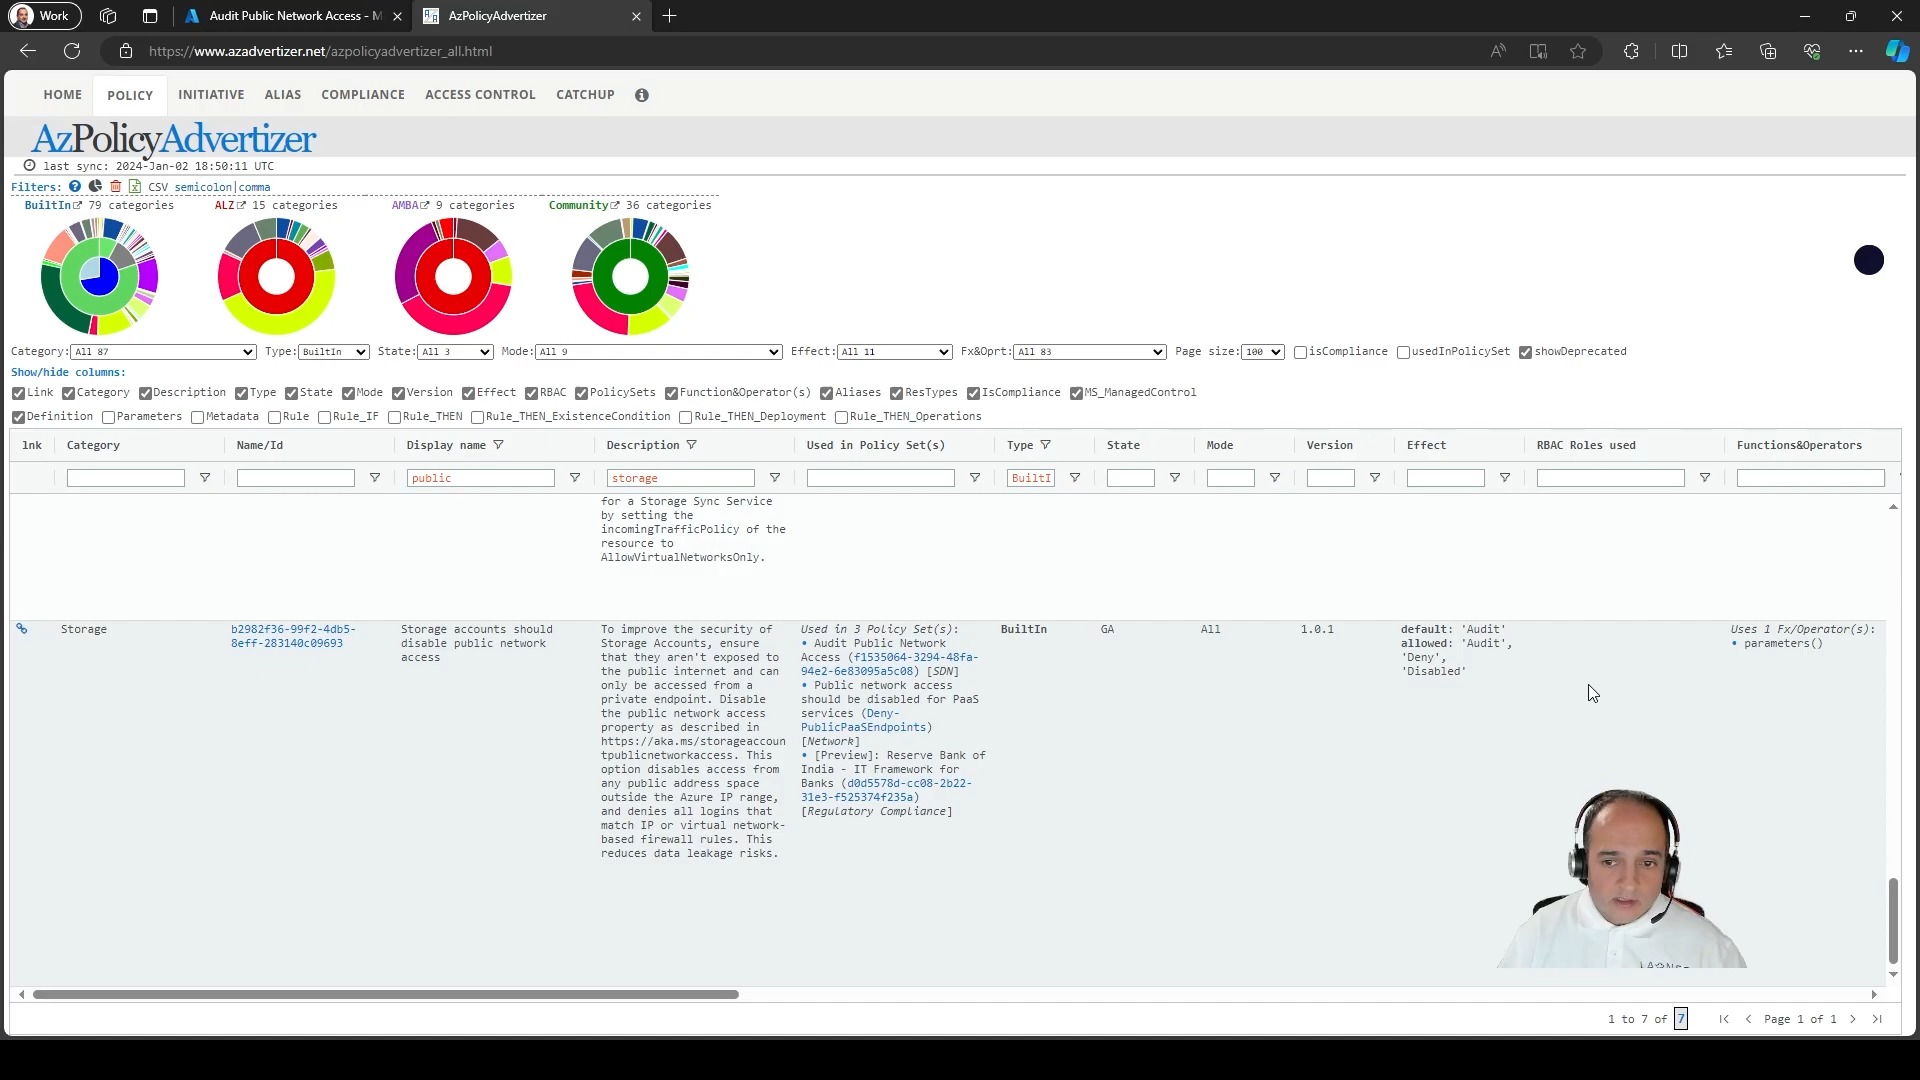 Work
Audit Public Network Access - M
AzPolicyAdvertizer
https://www.azadvertizer.net/azpolicyadvertizer_all.html
HOME POLICY INITIATIVE ALIAS COMPLIANCE ACCESS CONTROL CATCHUP
AzPolicyAdvertizer
last sync: 2024-Jan-02 18:50:11 UTC
Filters: ? CSV semicolon|comma
BuiltIn 79 categories ALZ 15 categories AMBA 9 categories Community 36 categories
Category: All 87 Type: BuiltIn State: All 3 Mode: All 9 Effect: All 11 Fx&Oprt: All 83 Page size: 100 isCompliance usedInPolicySet showDeprecated
Show/hide columns:
Link Category Description Type State Mode Version Effect RBAC PolicySets Function&Operator(s) Aliases ResTypes IsCompliance MS_ManagedControl
Definition Parameters Metadata Rule Rule_IF Rule_THEN Rule_THEN_ExistenceCondition Rule_THEN_Deployment Rule_THEN_Operations
lnk Category Name/Id Display name Description Used in Policy Set(s) Type State Mode Version Effect RBAC Roles used Functions&Operators
public storage BuiltI
for a Storage Sync Service
by setting the
incomingTrafficPolicy of the
resource to
AllowVirtualNetworksOnly.
Storage
b2982f36-99f2-4db5-
8eff-283140c09693
Storage accounts should
disable public network
access
To improve the security of
Storage Accounts, ensure
that they aren't exposed to
the public internet and can
only be accessed from a
private endpoint. Disable
the public network access
property as described in
https://aka.ms/storageaccoun
tpublicnetworkaccess. This
option disables access from
any public address space
outside the Azure IP range,
and denies all logins that
match IP or virtual network-
based firewall rules. This
reduces data leakage risks.
Used in 3 Policy Set(s):
• Audit Public Network
Access (f1535064-3294-48fa-
94e2-6e83095a5c08) [SDN]
• Public network access
should be disabled for PaaS
services (Deny-
PublicPaaSEndpoints)
[Network]
• [Preview]: Reserve Bank of
India - IT Framework for
Banks (d0d5578d-cc08-2b22-
31e3-f525374f235a)
[Regulatory Compliance]
BuiltIn
GA
All
1.0.1
default: 'Audit'
allowed: 'Audit',
'Deny',
'Disabled'
Uses 1 Fx/Operator(s):
• parameters()
1 to 7 of 7 Page 1 of 1